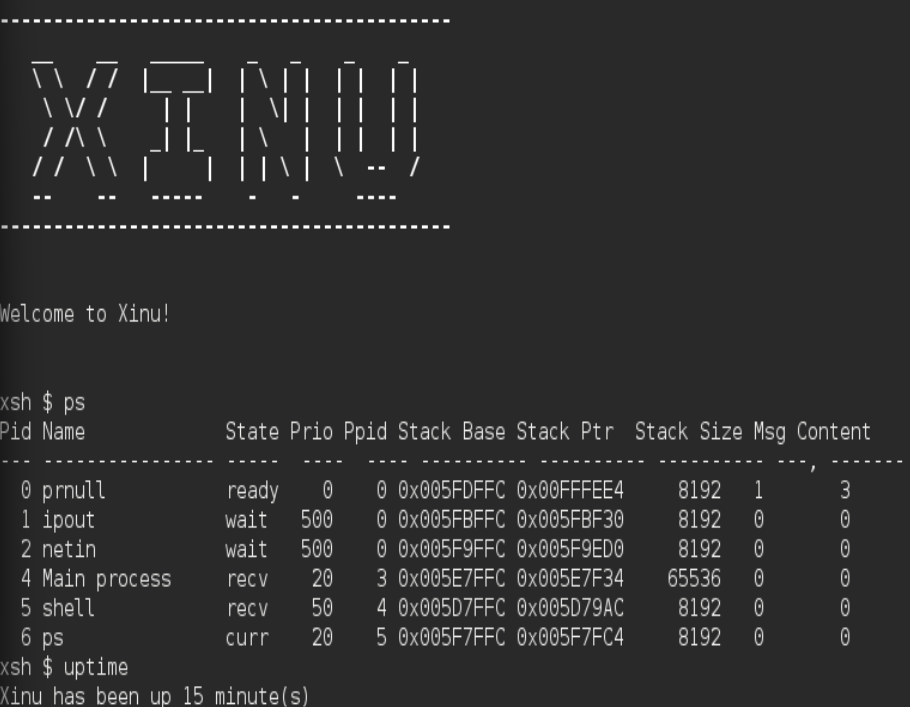 ------------------------------------------
   __    __   ______    _   _    _    _
   \ \  / /  |__  __|  | \ | |  | |  | |
    \ \/ /     | |     |  \| |  | |  | |
    / /\ \    _| |_    | \   |  | |  | |
   / /  \ \  |      |  | | \ |  \  --  /
   --    --   -----     -   -     ----
------------------------------------------
Welcome to Xinu!
xsh $ ps
Pid Name             State Prio Ppid Stack Base Stack Ptr  Stack Size Msg Content
--- ---------------- -----  ----  ---- ---------- ---------- ---------- ---, -------
  0 prnull           ready    0    0 0x005FDFFC 0x00FFFEE4     8192   1       3
  1 ipout            wait   500    0 0x005FBFFC 0x005FBF30     8192   0       0
  2 netin            wait   500    0 0x005F9FFC 0x005F9ED0     8192   0       0
  4 Main process     recv    20    3 0x005E7FFC 0x005E7F34    65536   0       0
  5 shell            recv    50    4 0x005D7FFC 0x005D79AC     8192   0       0
  6 ps               curr    20    5 0x005F7FFC 0x005F7FC4     8192   0       0
xsh $ uptime
Xinu has been up 15 minute(s)